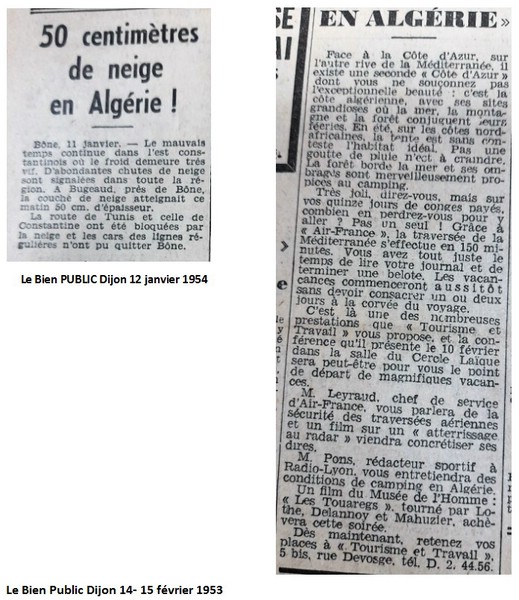 50 centimètres
de neige
en Algérie !
Bône, 11 janvier. — Le mauvais
temps continue dans l'est cons-
tantinois où le froid demeure très
vif. D'abondantes chutes de neige
sont signalées dans toute la ré-
gion. A Bugeaud, près de Bône,
la couche de neige atteignait ce
matin 50 cm. d'épaisseur.
La route de Tunis et celle de
Constantine ont été bloquées par
la neige et les cars des lignes ré-
gulières n'ont pu quitter Bône.
Le Bien PUBLIC Dijon 12 janvier 1954
EN ALGÉRIE »
Face à la Côte d'Azur, sur
l'autre rive de la Méditerranée, il
existe une seconde « Côte d'Azur »
dont vous ne soupçonnez pas
l'exceptionnelle beauté : c'est la
côte algérienne, avec ses sites
grandioses où la mer, la monta-
gne et la forêt conjuguent leurs
féeries. En été, sur les côtes nord-
africaines, la tente est sans con-
teste l'habitat idéal. Pas une
goutte de pluie n'est à craindre.
La forêt borde la mer et ses om-
brages sont merveilleusement pro-
pices au camping.
Très joli, direz-vous, mais sur
vos quinze jours de congés payés,
combien en perdrez-vous pour y
aller ? Pas un seul ! Grâce à
« Air-France », la traversée de la
Méditerranée s'effectue en 150 mi-
nutes. Vous avez tout juste le
temps de lire votre journal et de
terminer une belote. Les vacan-
ces commenceront aussitôt
sans devoir consacrer un ou deux
jours à la corvée du voyage.
C'est là une des nombreuses
prestations que « Tourisme et
Travail » vous propose, et la con-
férence qu'il présente le 10 février
dans la salle du Cercle Laïque
sera peut-être pour vous le point
de départ de magnifiques vacan-
ces.
M. Leyraud, chef de service
d'Air-France, vous parlera de la
sécurité des traversées aériennes
et un film sur un « atterrissage
au radar » viendra concrétiser ses
dires.
M. Pons, rédacteur sportif à
Radio-Lyon, vous entretiendra des
conditions de camping en Algérie.
Un film du Musée de l'Homme :
« Les Touaregs », tourné par Lo-
the, Delannoy et Mahuzier, achè-
vera cette soirée.
Dès maintenant, retenez vos
places à « Tourisme et Travail »,
5 bis, rue Devosge, tél. D. 2. 44.56.
Le Bien Public Dijon 14- 15 février 1953